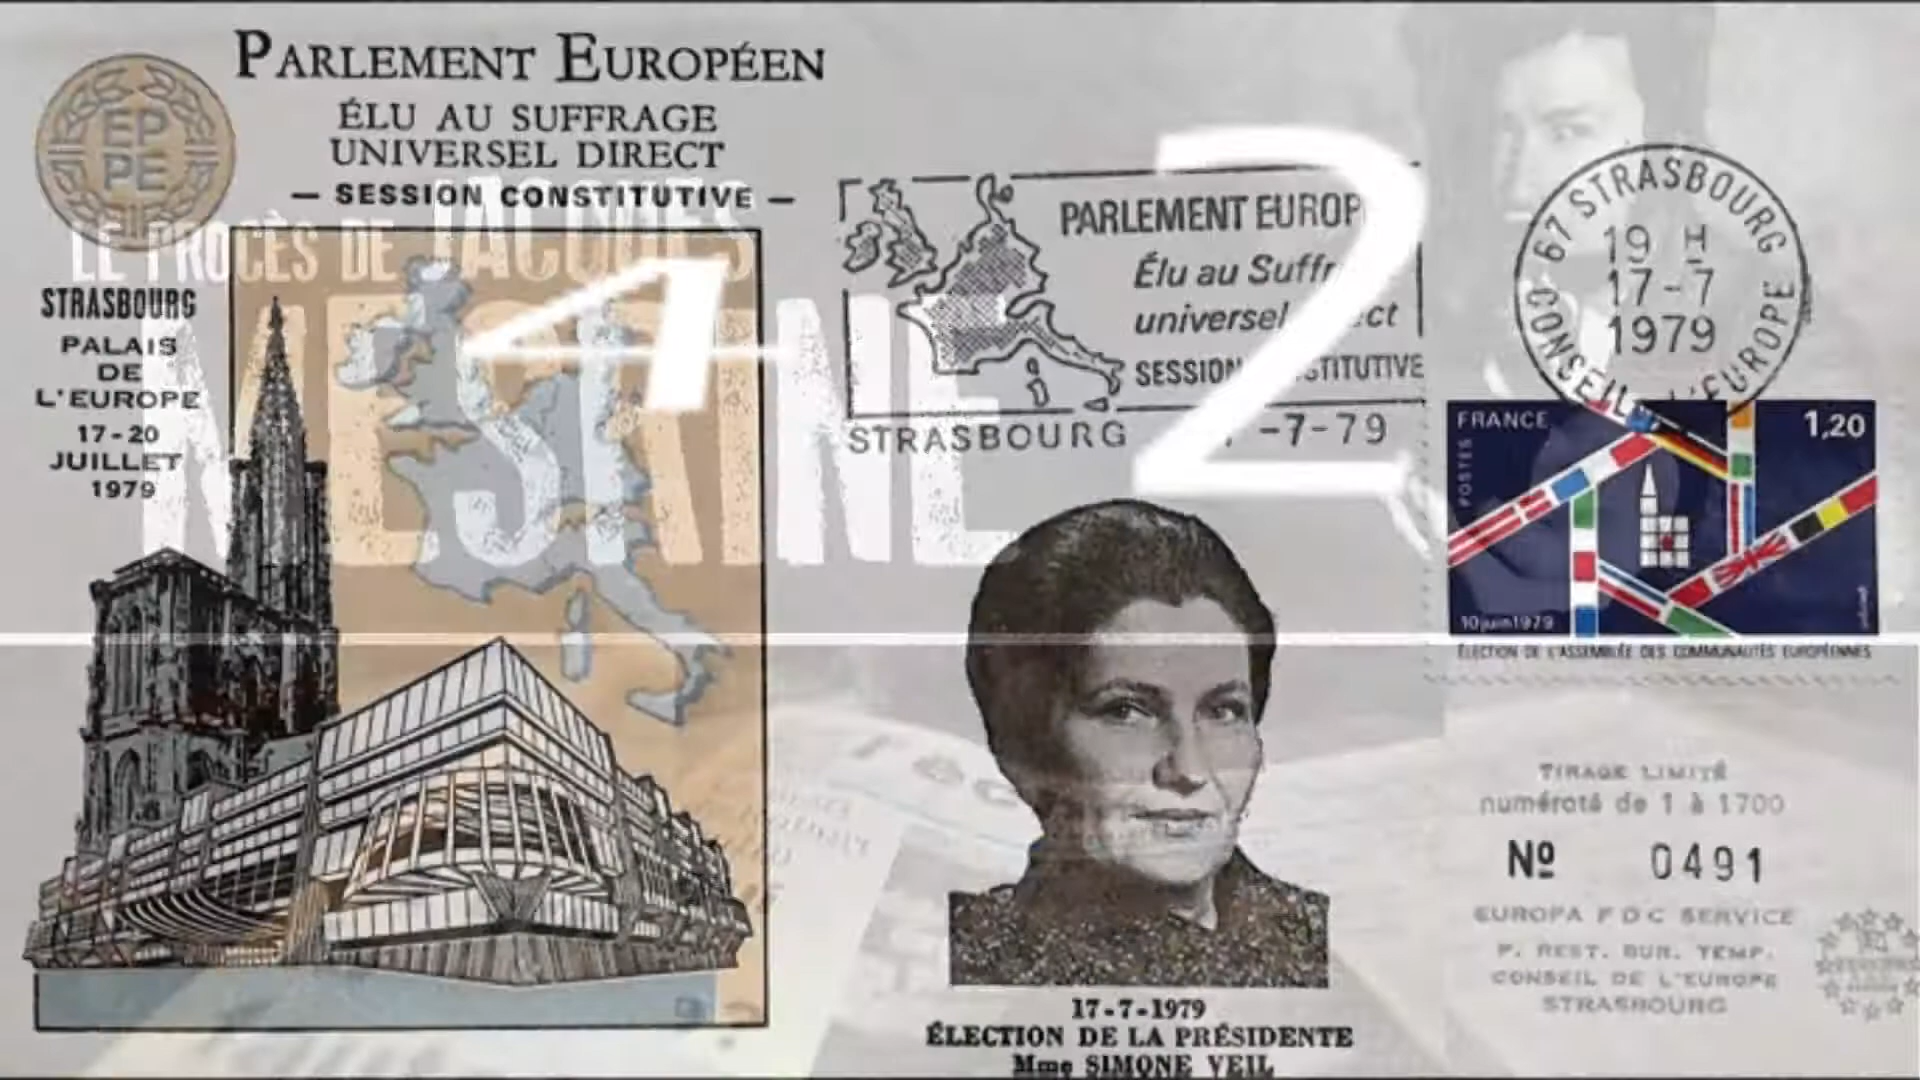 PARLEMENT EUROPÉEN
ÉLU AU SUFFRAGE
UNIVERSEL DIRECT
— SESSION CONSTITUTIVE —
EP
PE
LE PROCÈS DE JACQUES
MESRINE
STRASBOURG
PALAIS
DE
L'EUROPE
17-20
JUILLET
1979
2
PARLEMENT EUROP
Élu au Suffr
universel ect
SESSION STITUTIVE
STRASBOURG -7-79
67 STRASBOURG
19 H
17-7
1979
CONSEIL L'EUROPE
FRANCE 1,20
POSTES
10 juin 1979
ÉLECTION DE L'ASSEMBLÉE DES COMMUNAUTÉS EUROPÉENNES
TIRAGE LIMITÉ
numéroté de 1 à 1700
Nº 0491
EUROPA F D C SERVICE
P. REST. BUR. TEMP.
CONSEIL DE L'EUROPE
STRASBOURG
17-7-1979
ÉLECTION DE LA PRÉSIDENTE
Mme SIMONE VEIL